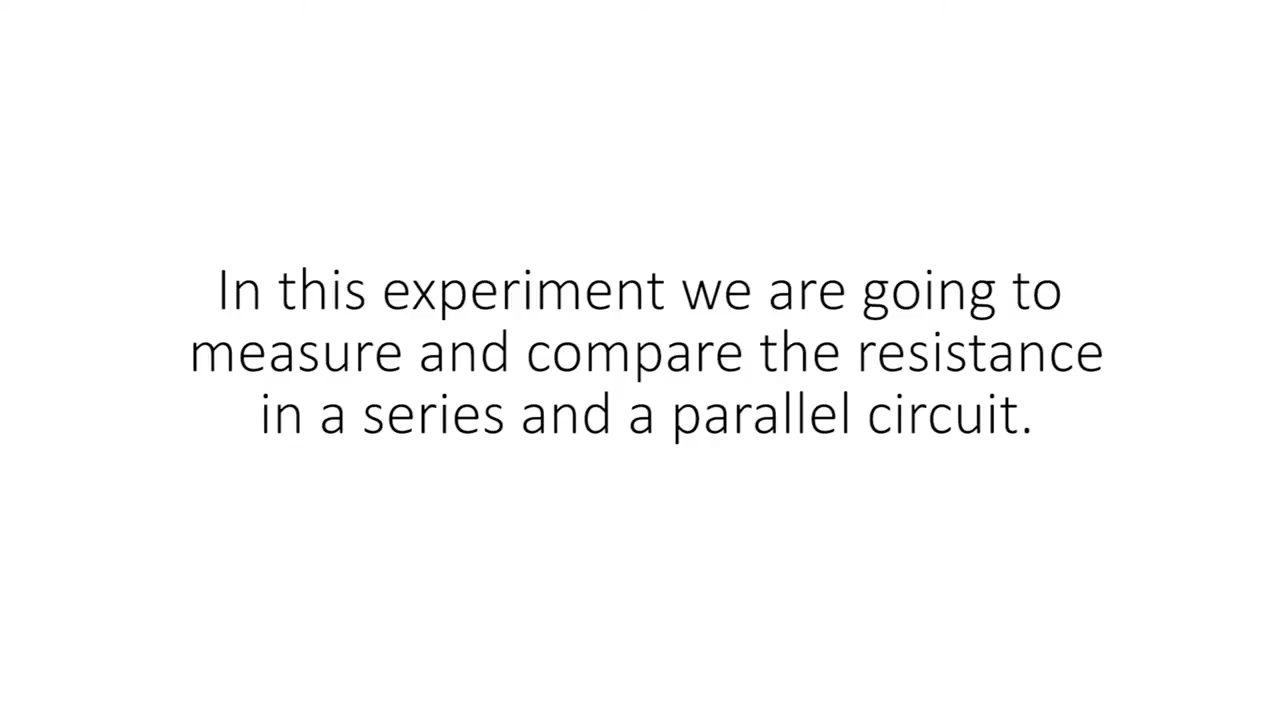 In this experiment we are going to
measure and compare the resistance
in a series and a parallel circuit.